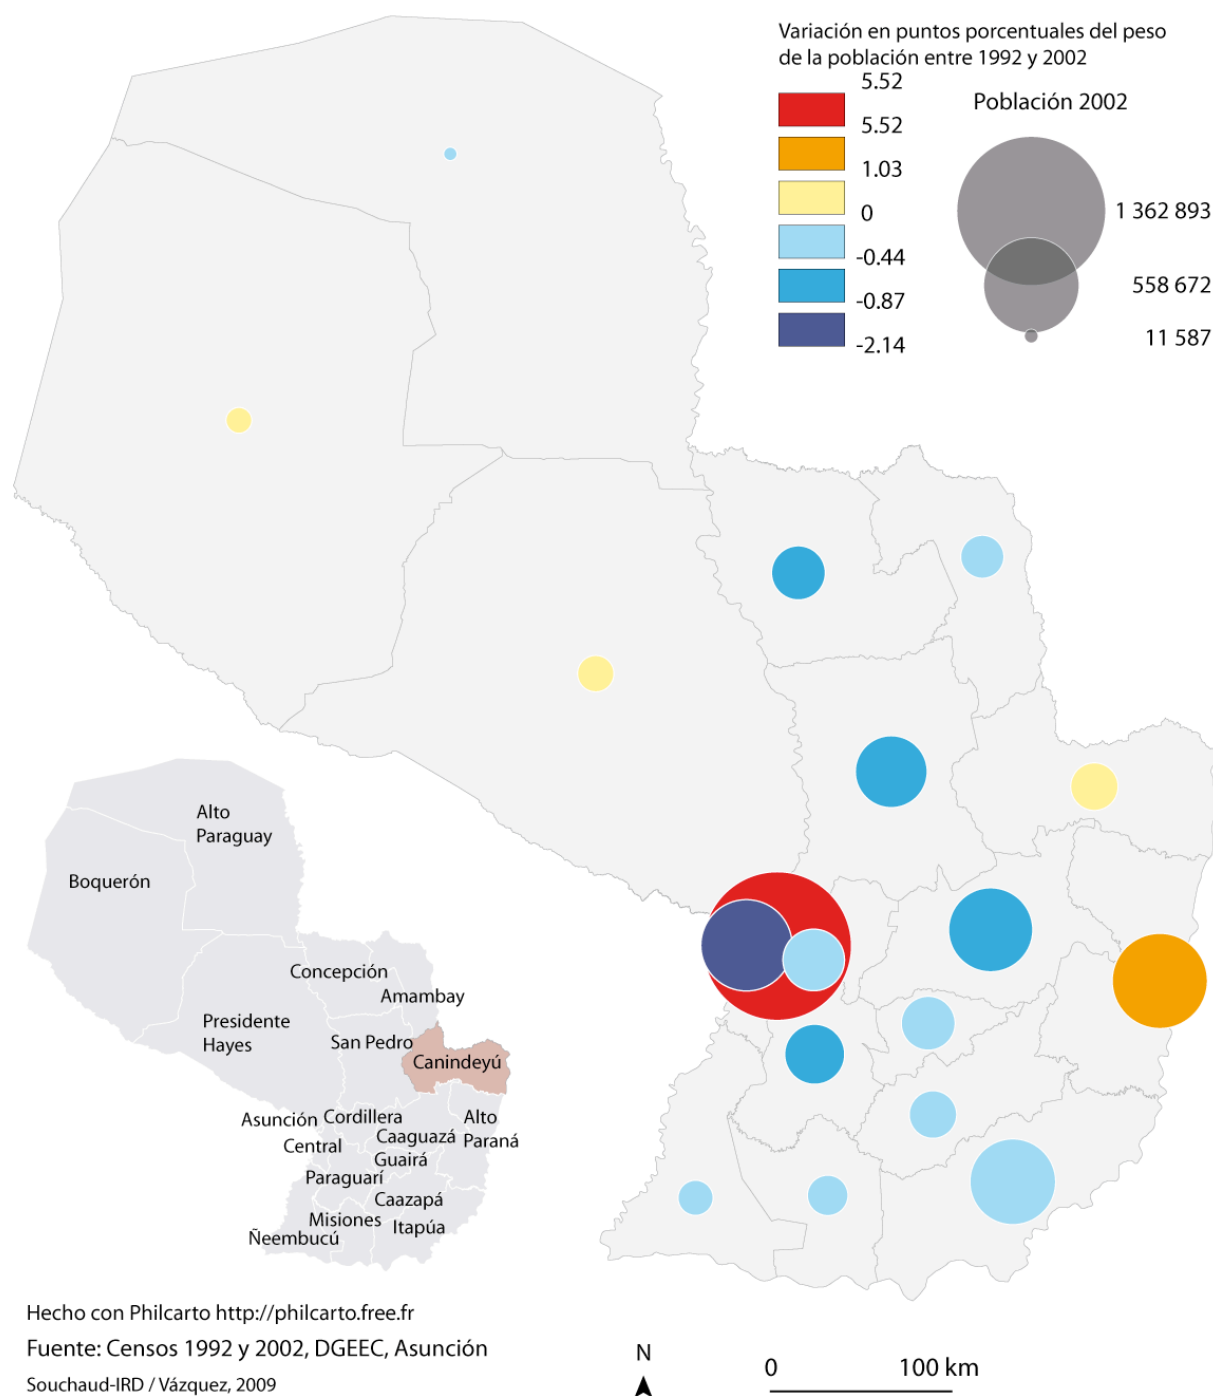 Variación en puntos porcentuales del peso
de la población entre 1992 y 2002
5.52
5.52
1.03
0
-0.44
-0.87
-2.14
Población 2002
1 362 893
558 672
11 587
Alto
Paraguay
Boquerón
Concepción
Amambay
Presidente
Hayes
San Pedro
Canindeyú
Asunción
Cordillera
Alto
Paraná
Central
Caaguazá
Guairá
Paraguarí
Caazapá
Misiones
Itapúa
Ñeembucú
Hecho con Philcarto http://philcarto.free.fr
Fuente: Censos 1992 y 2002, DGEEC, Asunción
Souchaud-IRD / Vázquez, 2009
N
0
100 km